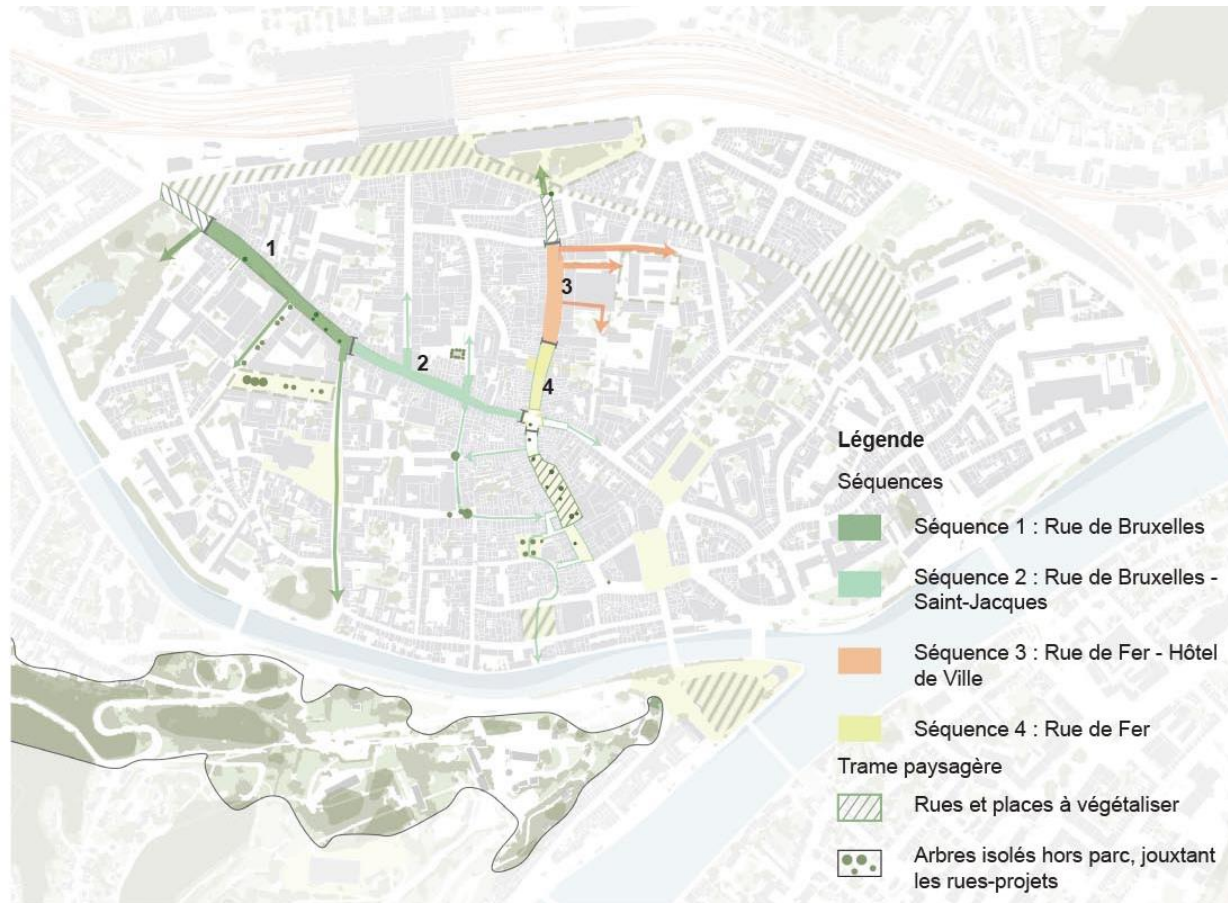 1
2
3
4
Légende
Séquences
Séquence 1 : Rue de Bruxelles
Séquence 2 : Rue de Bruxelles -
Saint-Jacques
Séquence 3 : Rue de Fer - Hôtel
de Ville
Séquence 4 : Rue de Fer
Trame paysagère
Rues et places à végétaliser
Arbres isolés hors parc, jouxtant
les rues-projets